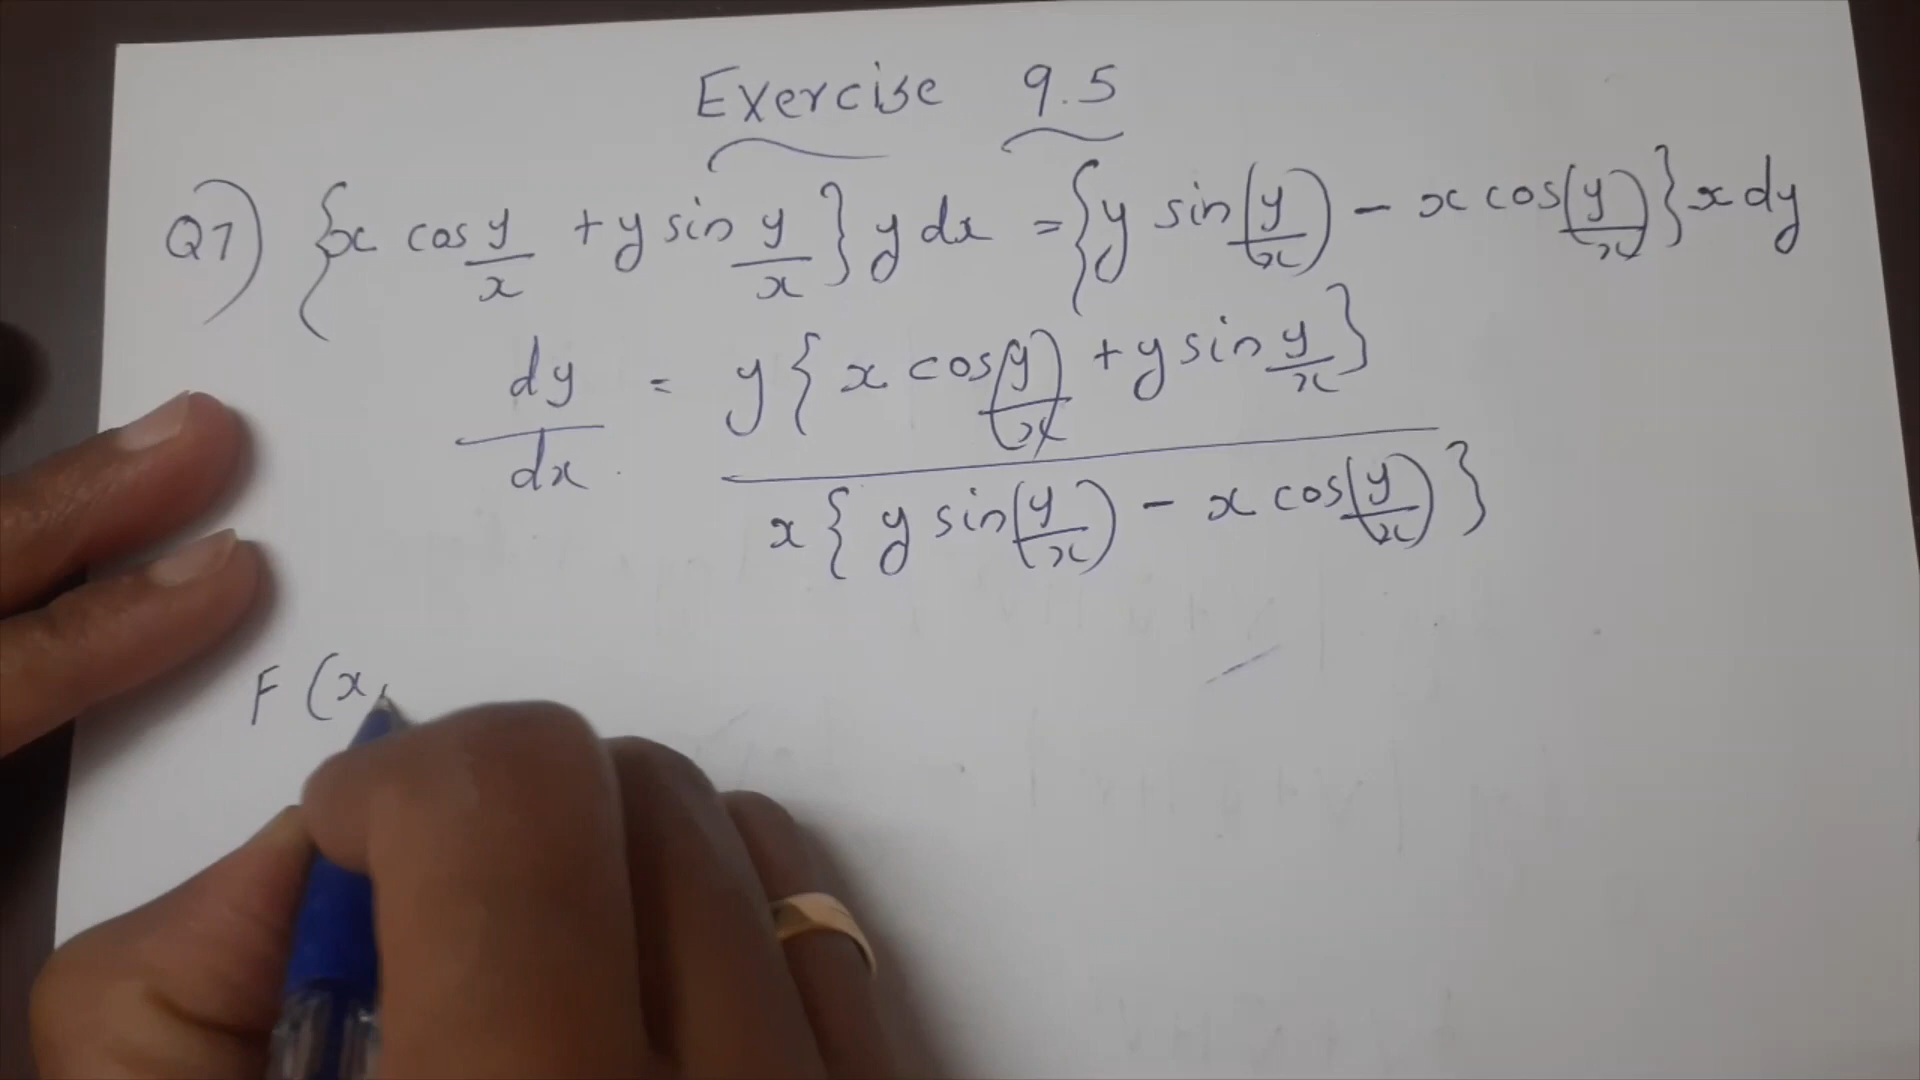 Exercise 9.5
Q7) {x cos y/x + y sin y/x} y dx = {y sin(y/x) - x cos(y/x)} x dy
dy/dx = y{x cos(y/x) + y sin y/x} / x{y sin(y/x) - x cos(y/x)}
F (x,